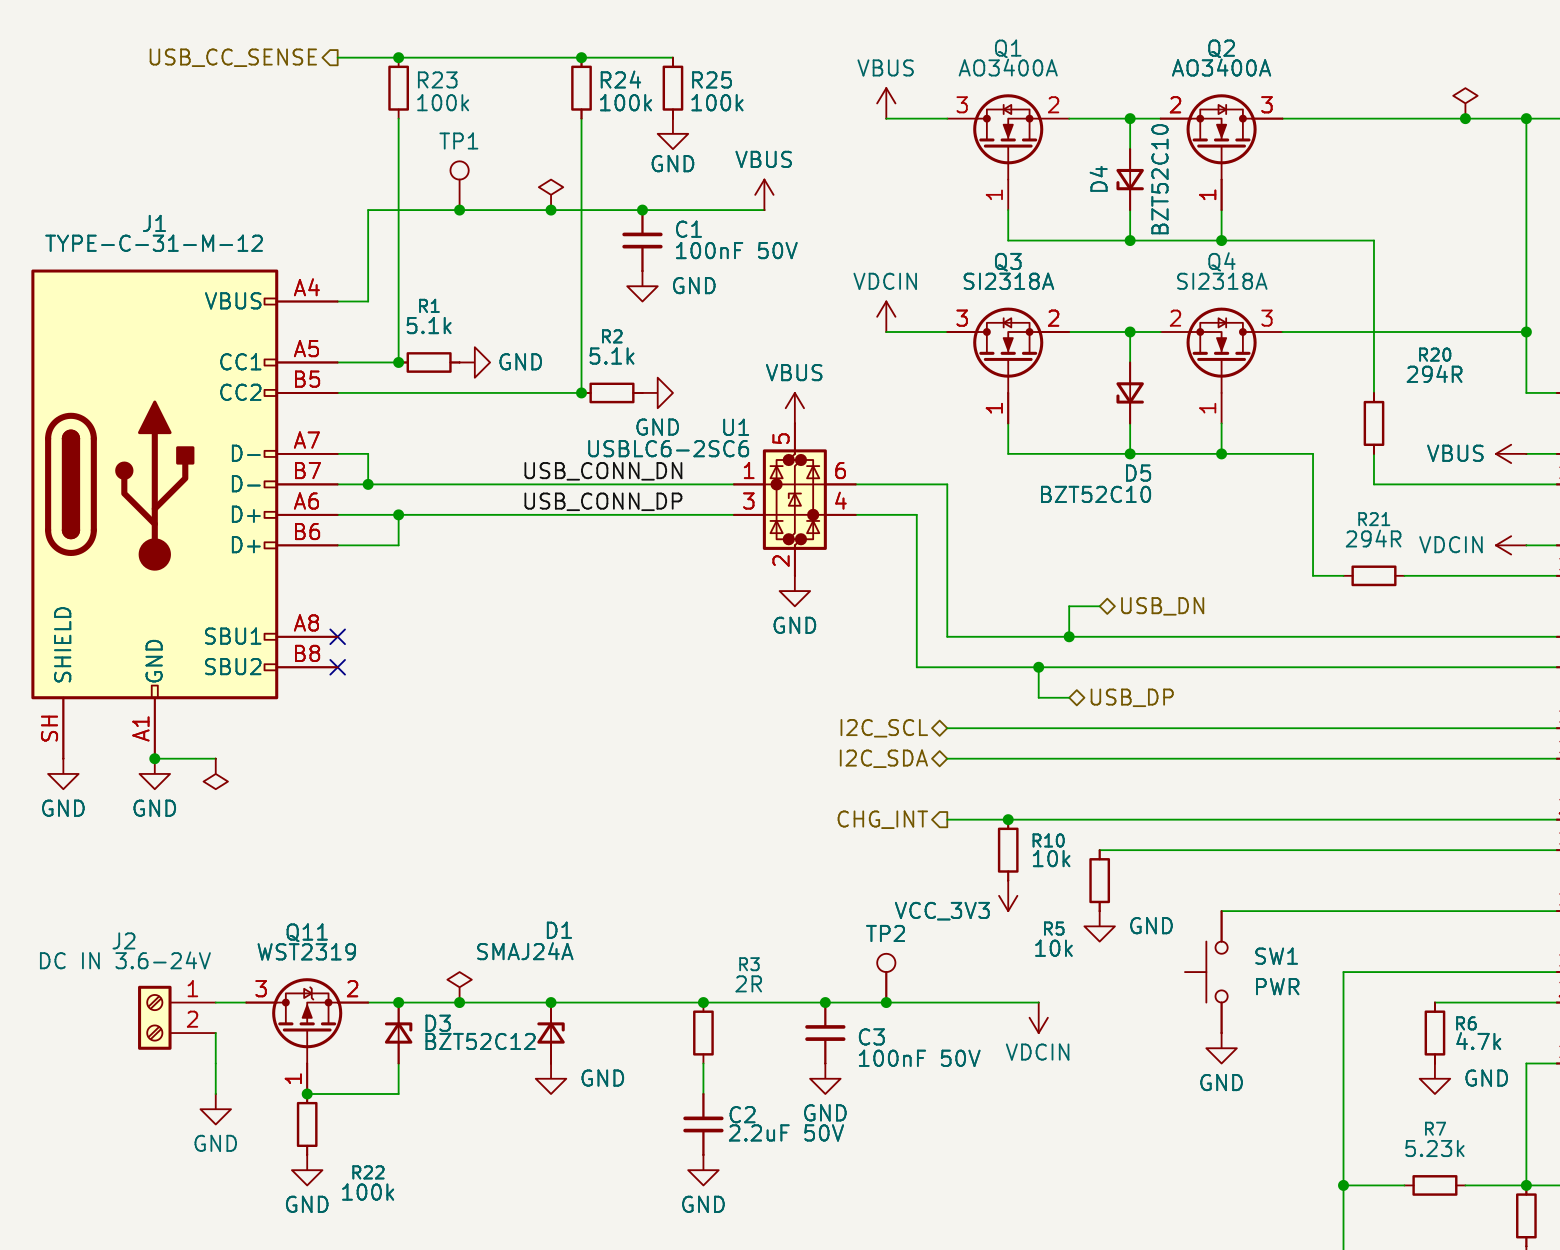 USB_CC_SENSE
R23
100k
R24
100k
R25
100k
GND
TP1
VBUS
C1
100nF 50V
GND
J1
TYPE-C-31-M-12
VBUS
A4
CC1
A5
CC2
B5
D-
A7
D-
B7
D+
A6
D+
B6
SBU1
A8
SBU2
B8
SHIELD
GND
SH
A1
GND
GND
R1
5.1k
GND
R2
5.1k
GND
USB_CONN_DN
USB_CONN_DP
VBUS
U1
USBLC6-2SC6
5
1
6
3
4
2
GND
VBUS
Q1
AO3400A
3
2
1
Q2
AO3400A
2
3
1
D4
BZT52C10
VDCIN
Q3
SI2318A
3
2
1
Q4
SI2318A
2
3
1
D5
BZT52C10
R20
294R
VBUS
R21
294R
VDCIN
USB_DN
USB_DP
I2C_SCL
I2C_SDA
CHG_INT
R10
10k
VCC_3V3
R5
10k
GND
SW1
PWR
GND
R6
4.7k
GND
R7
5.23k
J2
DC IN 3.6-24V
1
2
GND
Q11
WST2319
3
2
1
R22
100k
GND
D3
BZT52C12
D1
SMAJ24A
GND
R3
2R
C2
2.2uF 50V
GND
C3
100nF 50V
GND
TP2
VDCIN